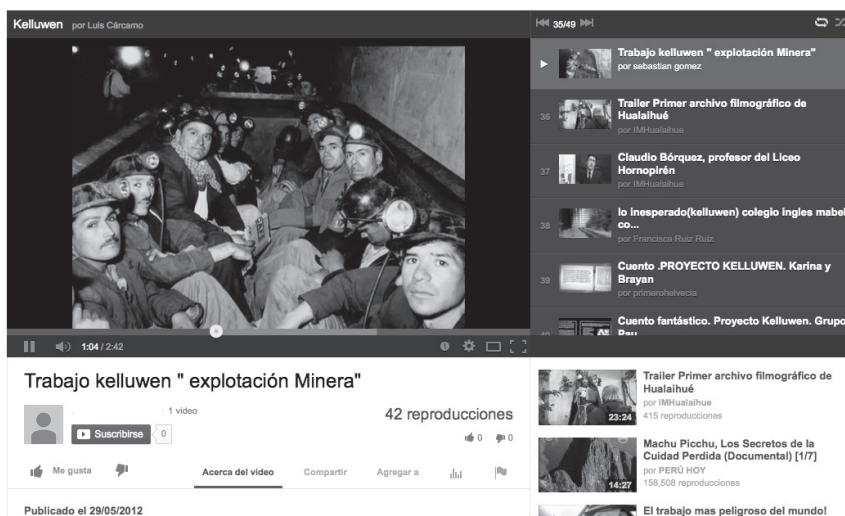 Kelluwen por Luis Cárcamo
1:04 / 2:42
35/49
Trabajo kelluwen " explotación Minera"
por sebastian gomez
36
Trailer Primer archivo filmográfico de
Hualaihué
por IMHualaihue
37
Claudio Bórquez, profesor del Liceo
Hornopirén
por IMHualaihue
38
lo inesperado(kelluwen) colegio ingles mabel
co...
por Francisca Ruiz Ruiz
39
Cuento .PROYECTO KELLUWEN. Karina y
Brayan
por primerohelvecia
40
Cuento fantástico. Proyecto Kelluwen. Grupo
Pau
Trabajo kelluwen " explotación Minera"
· 1 video
Suscribirse 0
42 reproducciones
0 0
Me gusta
Acerca del video Compartir Agregar a
Publicado el 29/05/2012
Trailer Primer archivo filmográfico de
Hualaihué
por IMHualaihue
415 reproducciones
23:24
Machu Picchu, Los Secretos de la
Cuidad Perdida (Documental) [1/7]
por PERÚ HOY
158,508 reproducciones
14:27
El trabajo mas peligroso del mundo!